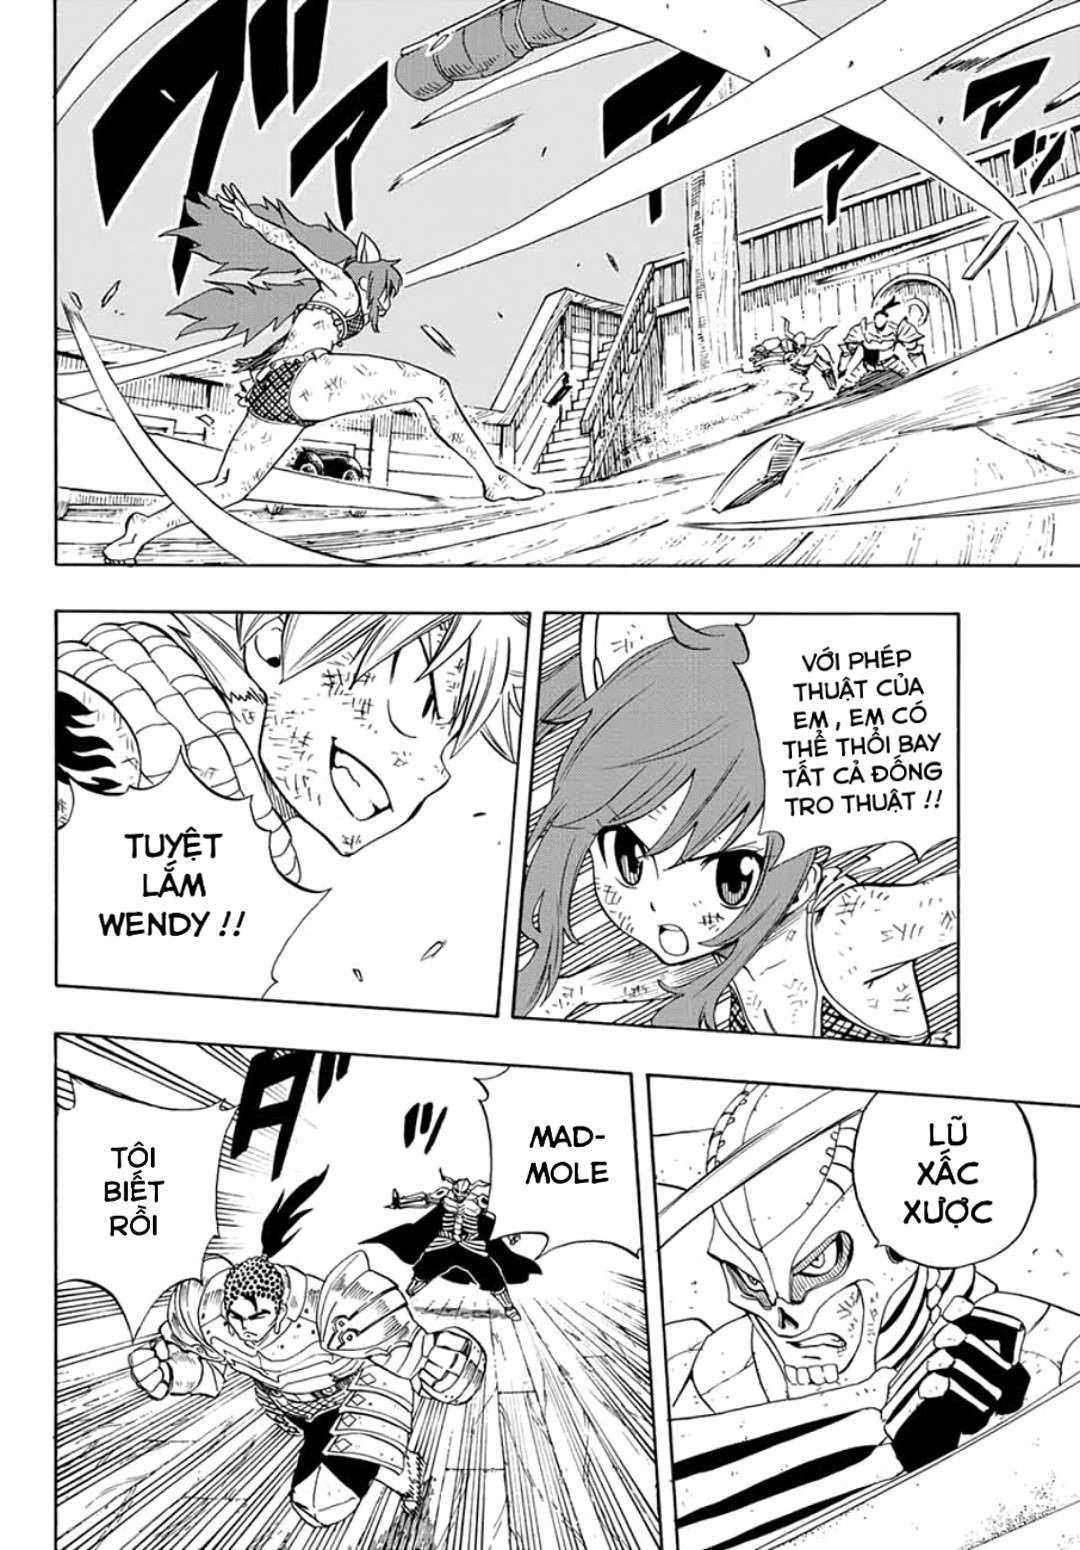 VỚI PHÉP
THUẬT CỦA
EM, EM CÓ
THỂ THỔI BAY
TẤT CẢ ĐỐNG
TRO THUẬT!!
TUYỆT
LẮM
WENDY!!
LŨ
XẤC
XƯỢC
MAD-
MOLE
TÔI
BIẾT
RỒI